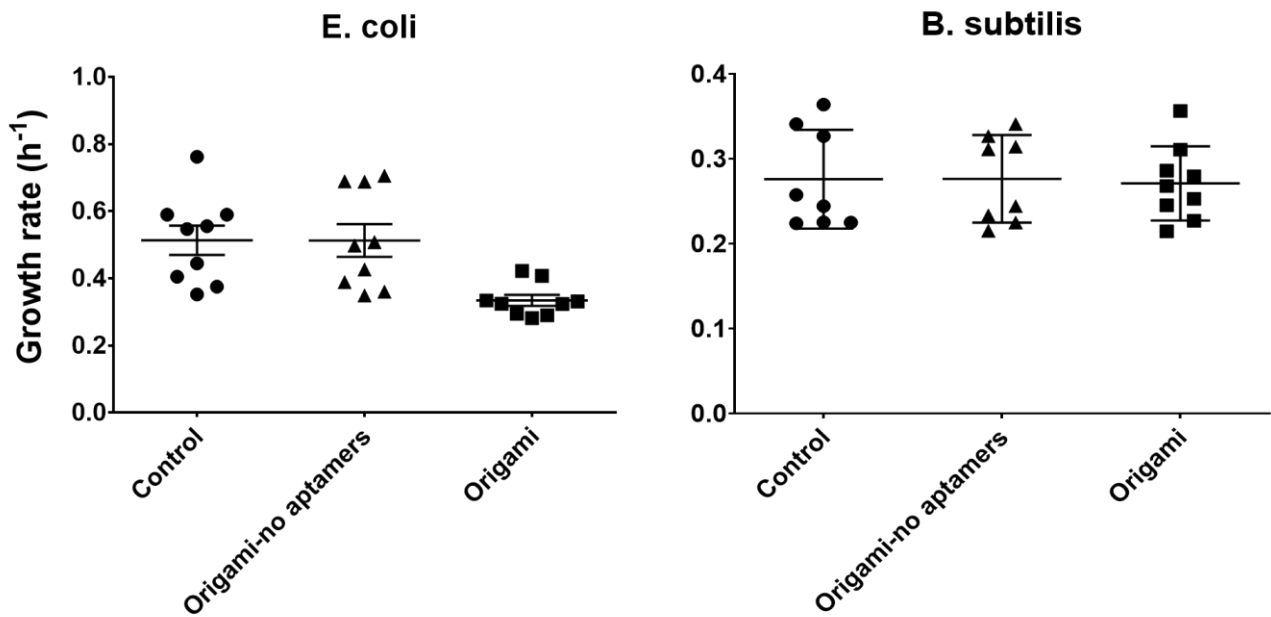 E. coli
Growth rate (h⁻¹)
1.0
0.8
0.6
0.4
0.2
0.0
Control
Origami-no aptamers
Origami
B. subtilis
0.4
0.3
0.2
0.1
0.0
Control
Origami-no aptamers
Origami